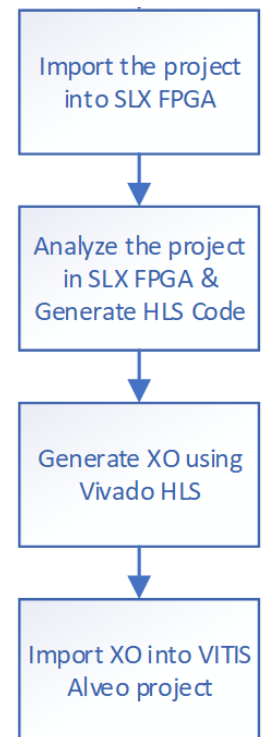 Import the project
into SLX FPGA
Analyze the project
in SLX FPGA &
Generate HLS Code
Generate XO using
Vivado HLS
Import XO into VITIS
Alveo project